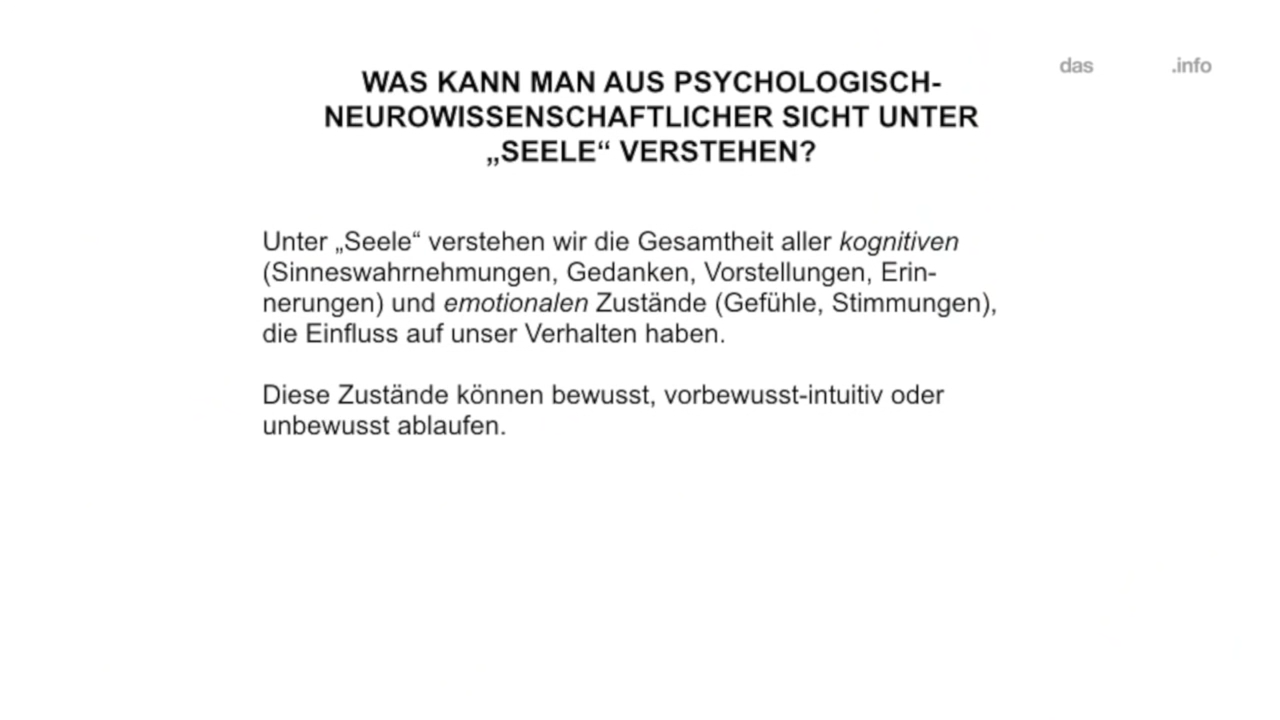 das .info
WAS KANN MAN AUS PSYCHOLOGISCH-
NEUROWISSENSCHAFTLICHER SICHT UNTER
„SEELE“ VERSTEHEN?
Unter „Seele“ verstehen wir die Gesamtheit aller kognitiven
(Sinneswahrnehmungen, Gedanken, Vorstellungen, Erin-
nerungen) und emotionalen Zustände (Gefühle, Stimmungen),
die Einfluss auf unser Verhalten haben.
Diese Zustände können bewusst, vorbewusst-intuitiv oder
unbewusst ablaufen.